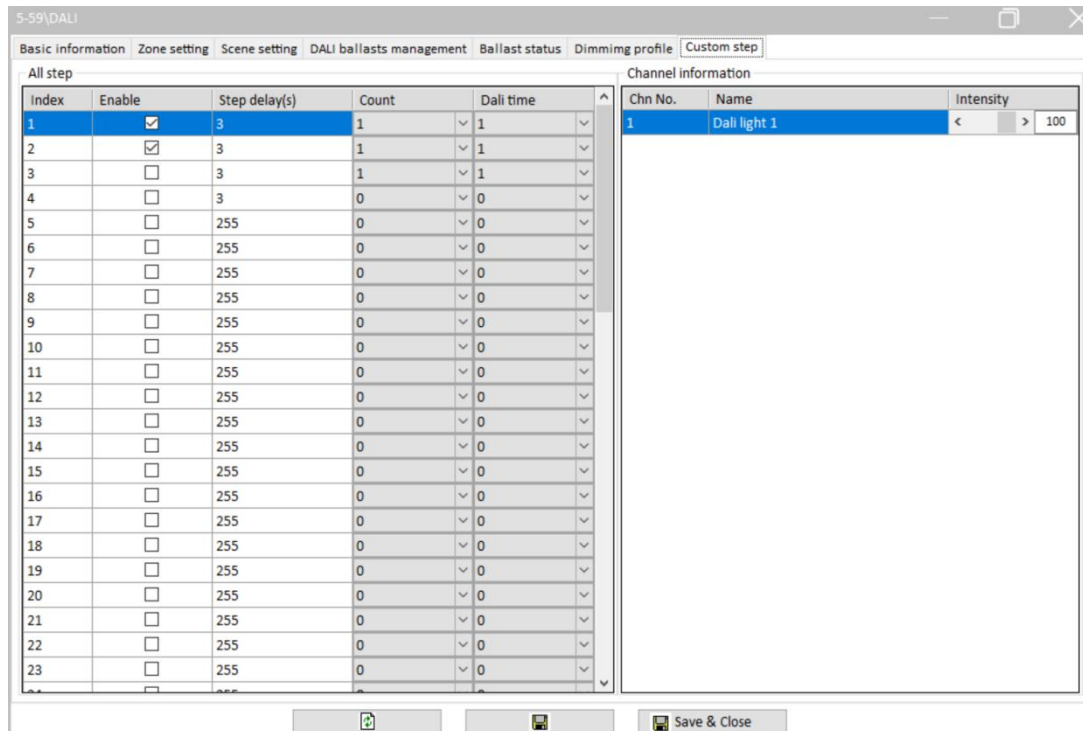 5-59\DALI
Basic information Zone setting Scene setting DALI ballasts management Ballast status Dimmimg profile Custom step
All step
Channel information
Index Enable Step delay(s) Count Dali time
Chn No. Name Intensity
1 3 1 1
1 Dali light 1 < > 100
2 3 1 1
3 3 1 1
4 3 0 0
5 255 0 0
6 255 0 0
7 255 0 0
8 255 0 0
9 255 0 0
10 255 0 0
11 255 0 0
12 255 0 0
13 255 0 0
14 255 0 0
15 255 0 0
16 255 0 0
17 255 0 0
18 255 0 0
19 255 0 0
20 255 0 0
21 255 0 0
22 255 0 0
23 255 0 0
Save & Close